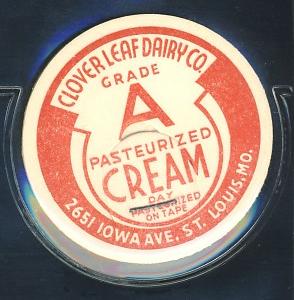 CLOVER LEAF DAIRY CO.
GRADE
A
PASTEURIZED
CREAM
DAY
PASTEURIZED
ON TAPE
2651 IOWA AVE. ST. LOUIS, MO.